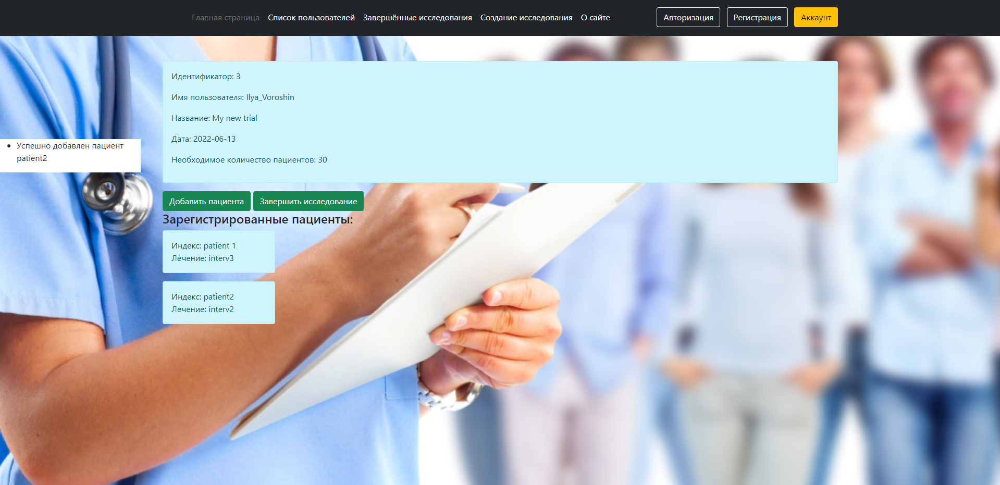 Главная страница Список пользователей Завершённые исследования Создание исследования О сайте Авторизация Регистрация Аккаунт
Идентификатор: 3
Имя пользователя: Ilya_Voroshin
Название: My new trial
Дата: 2022-06-13
Необходимое количество пациентов: 30
Успешно добавлен пациент
patient2
Добавить пациента Завершить исследование
Зарегистрированные пациенты:
Индекс: patient 1
Лечение: interv3
Индекс: patient2
Лечение: interv2